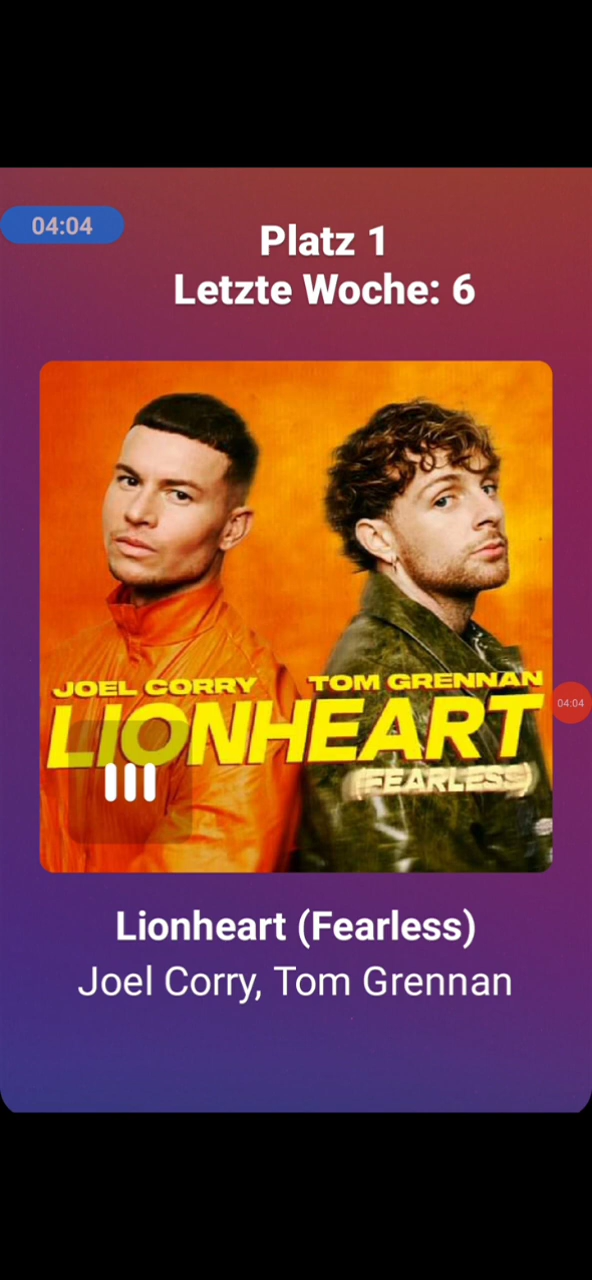 04:04
Platz 1
Letzte Woche: 6
JOEL CORRY TOM GRENNAN
LIONHEART
(FEARLESS)
04:04
Lionheart (Fearless)
Joel Corry, Tom Grennan